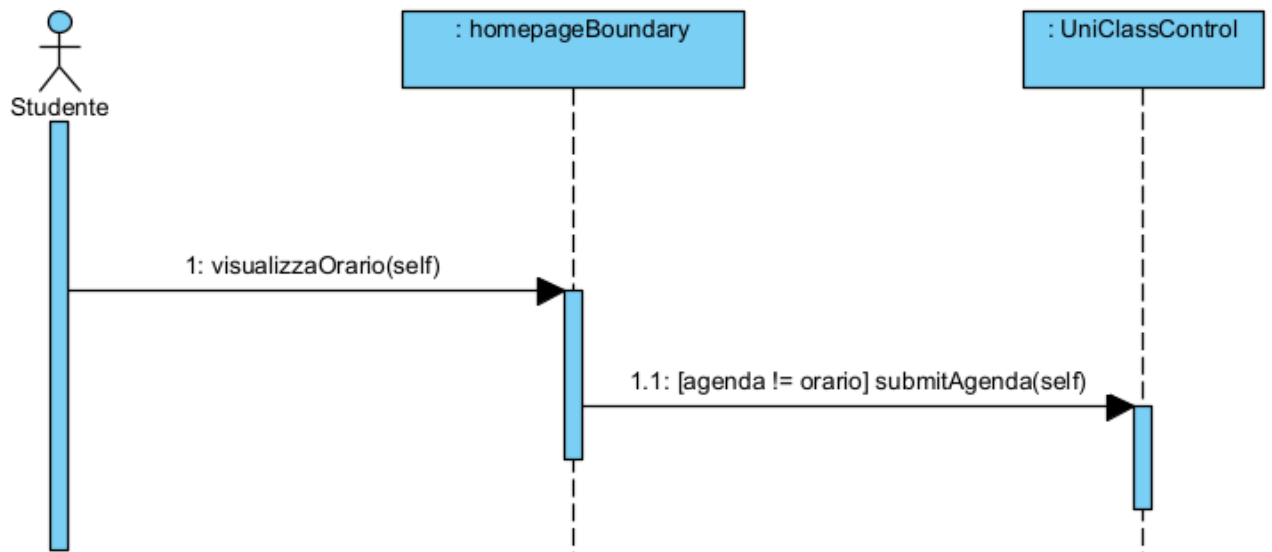 : homepageBoundary
: UniClassControl
Studente
1: visualizzaOrario(self)
1.1: [agenda != orario] submitAgenda(self)